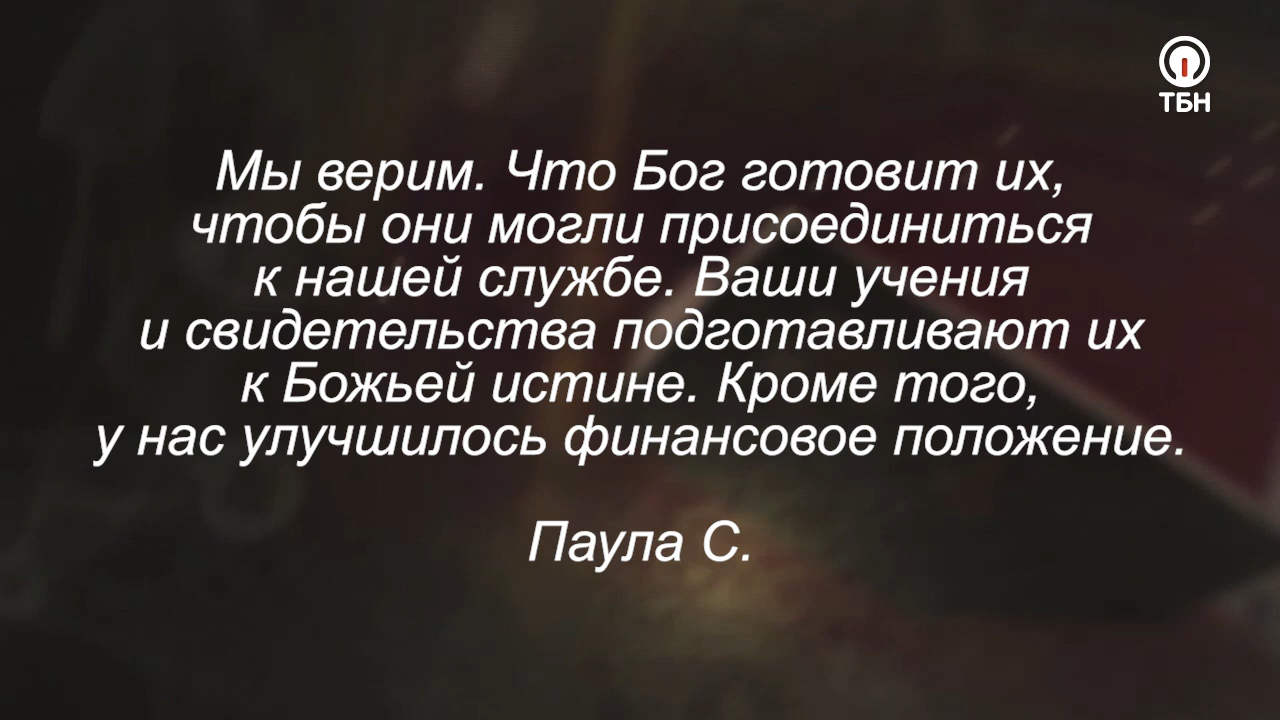 ТБН
Мы верим. Что Бог готовит их,
чтобы они могли присоединиться
к нашей службе. Ваши учения
и свидетельства подготавливают их
к Божьей истине. Кроме того,
у нас улучшилось финансовое положение.
Паула С.